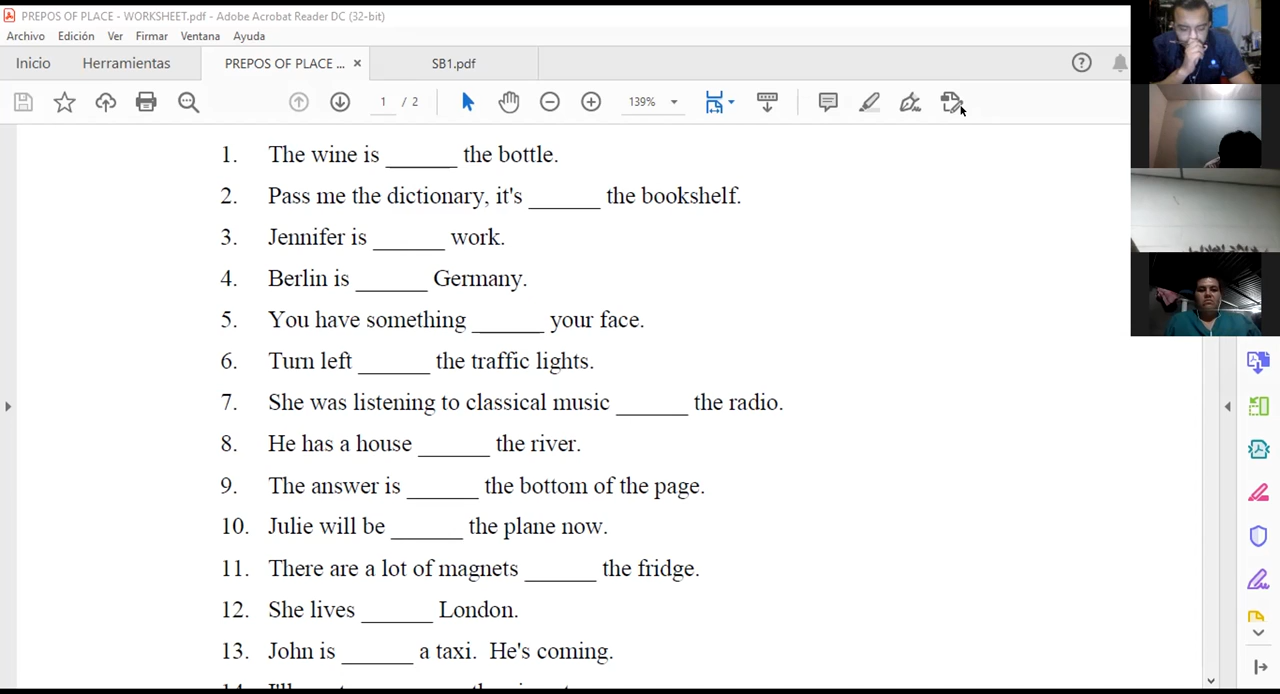 PREPOS OF PLACE - WORKSHEET.pdf - Adobe Acrobat Reader DC (32-bit)
Archivo Edición Ver Firmar Ventana Ayuda
Inicio Herramientas PREPOS OF PLACE ... × SB1.pdf
1 / 2 139%
1. The wine is ______ the bottle.
2. Pass me the dictionary, it's ______ the bookshelf.
3. Jennifer is ______ work.
4. Berlin is ______ Germany.
5. You have something ______ your face.
6. Turn left ______ the traffic lights.
7. She was listening to classical music ______ the radio.
8. He has a house ______ the river.
9. The answer is ______ the bottom of the page.
10. Julie will be ______ the plane now.
11. There are a lot of magnets ______ the fridge.
12. She lives ______ London.
13. John is ______ a taxi. He's coming.